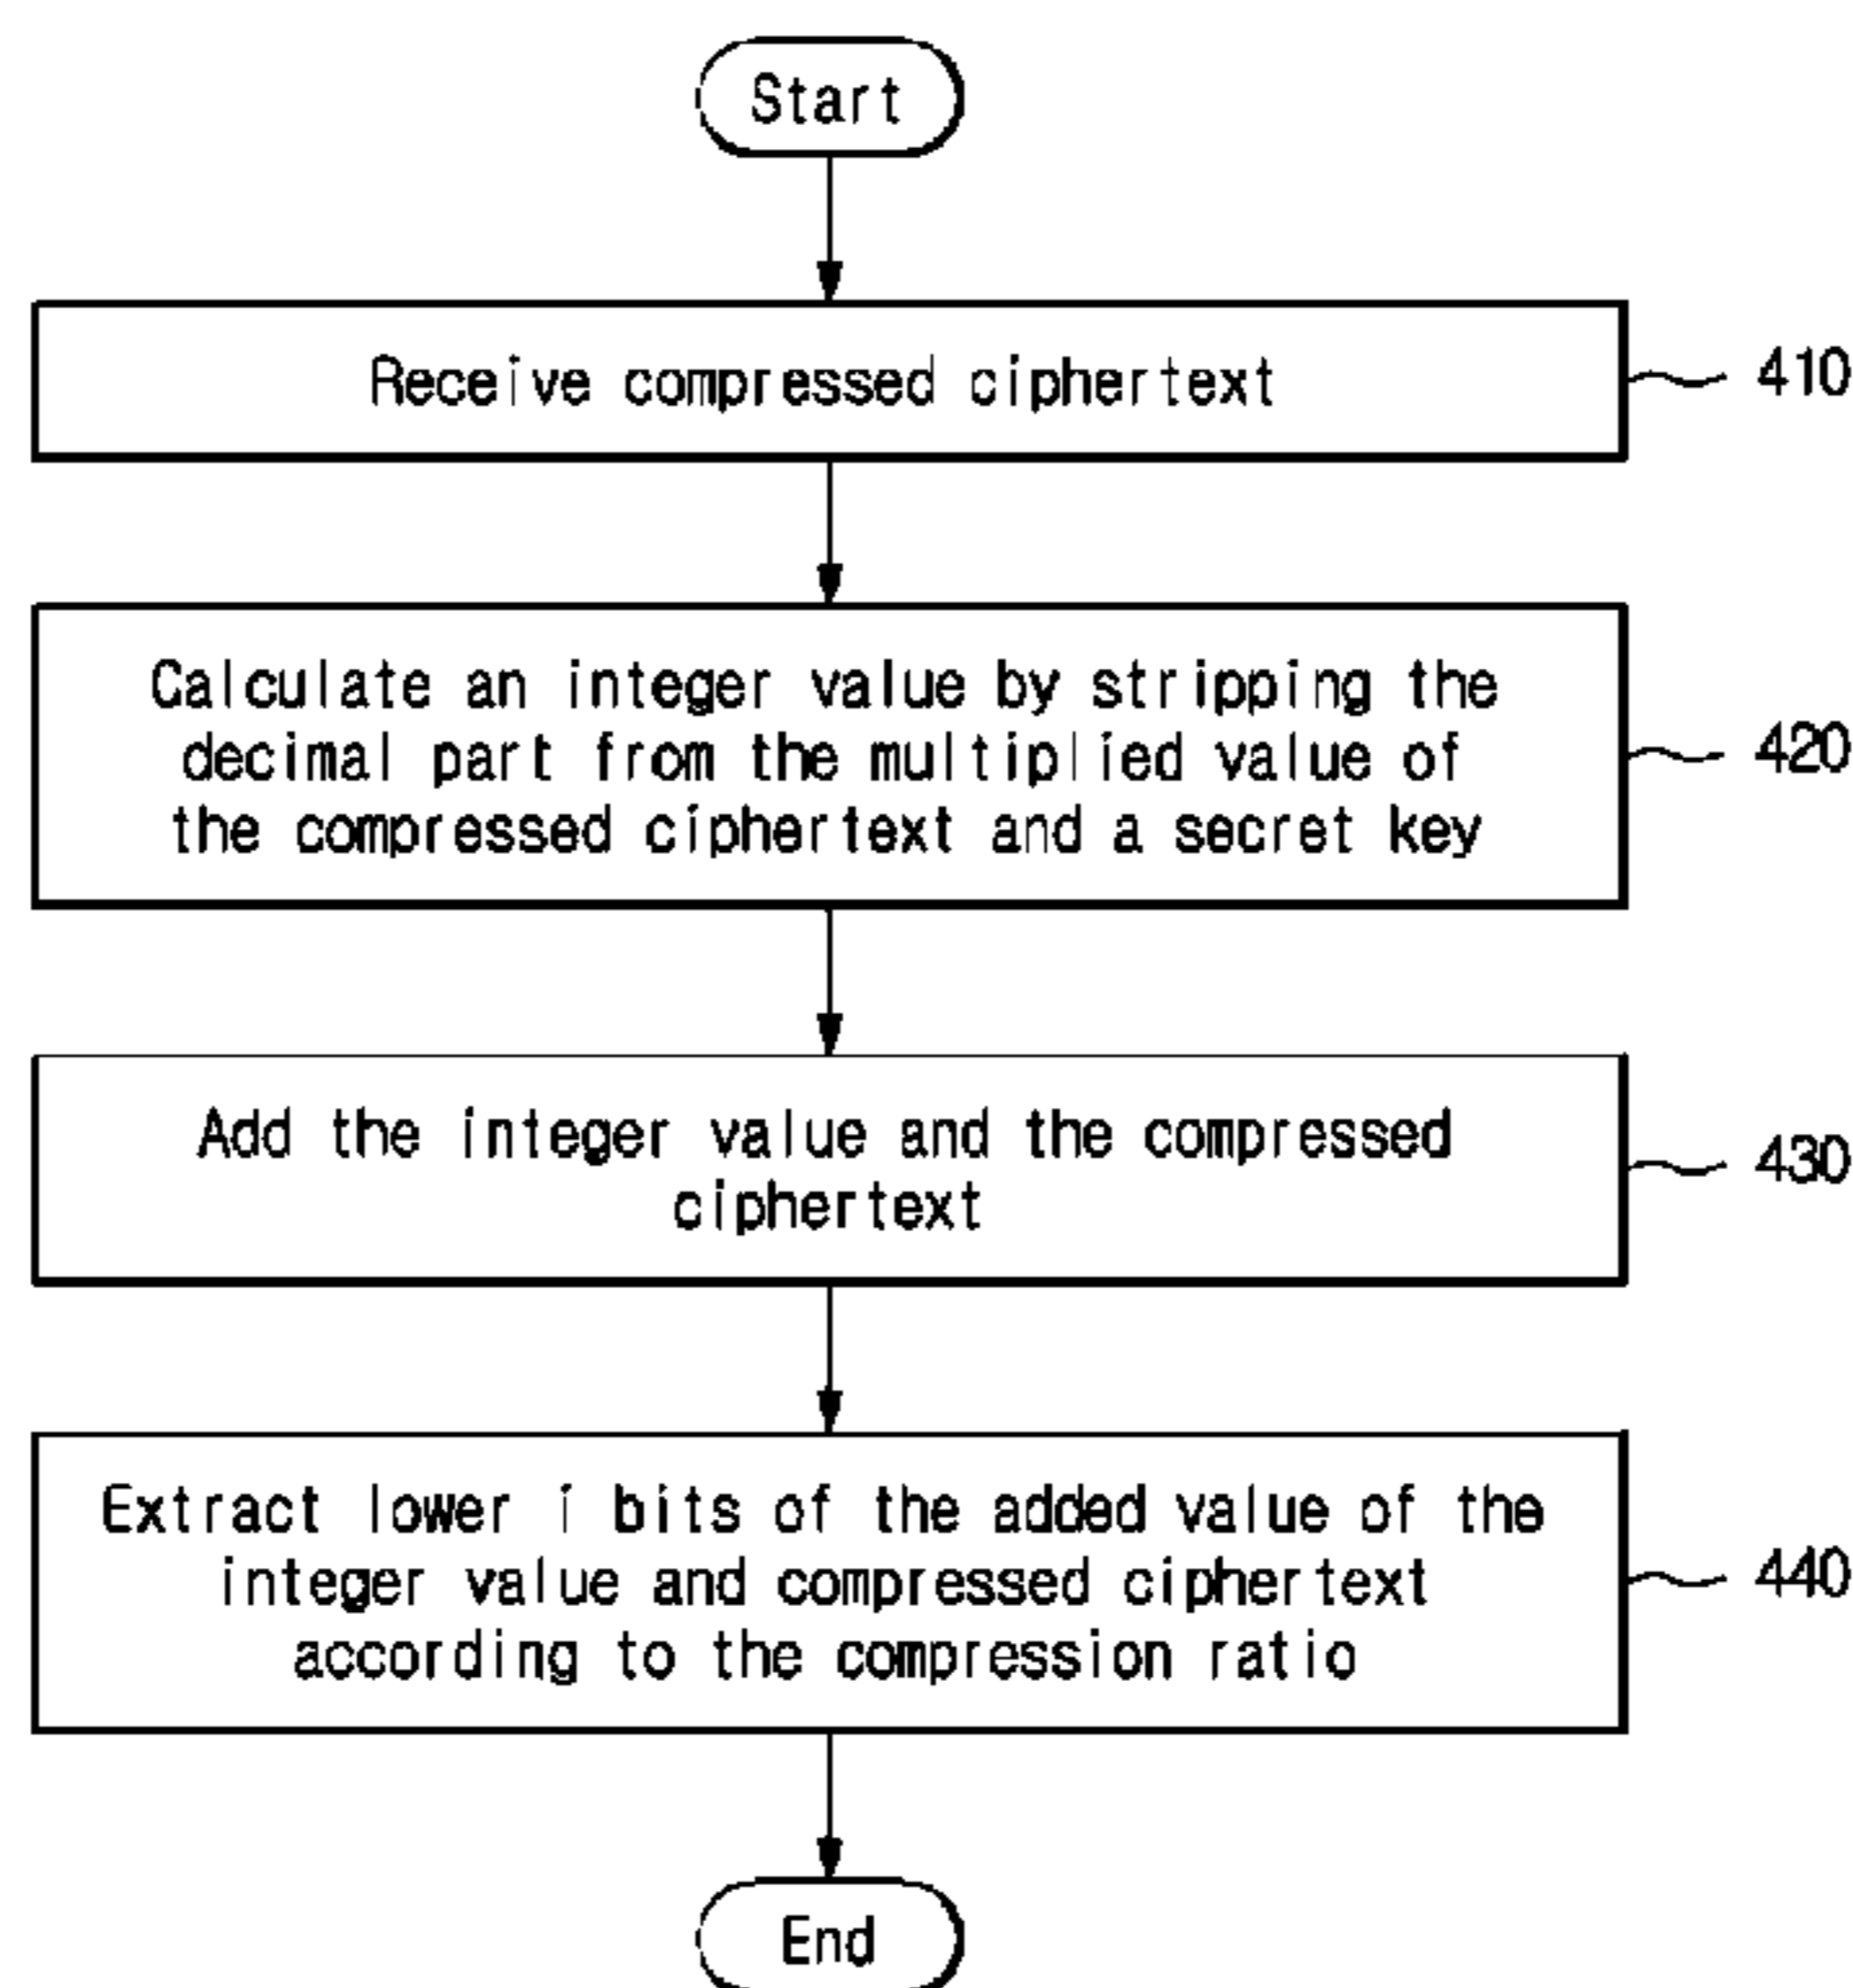 Start
Receive compressed ciphertext
410
Calculate an integer value by stripping the
decimal part from the multiplied value of
the compressed ciphertext and a secret key
420
Add the integer value and the compressed
ciphertext
430
Extract lower i bits of the added value of the
integer value and compressed ciphertext
according to the compression ratio
440
End